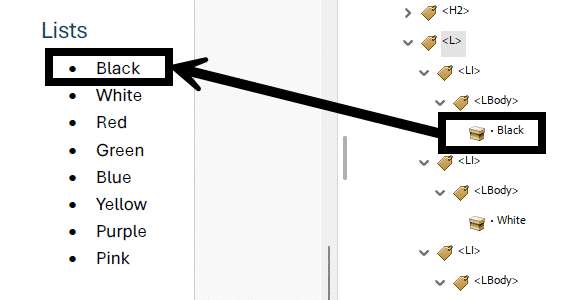 Lists
• Black
• White
• Red
• Green
• Blue
• Yellow
• Purple
• Pink
<H2>
<L>
<LI>
<LBody>
• Black
<LI>
<LBody>
• White
<LI>
<LBody>